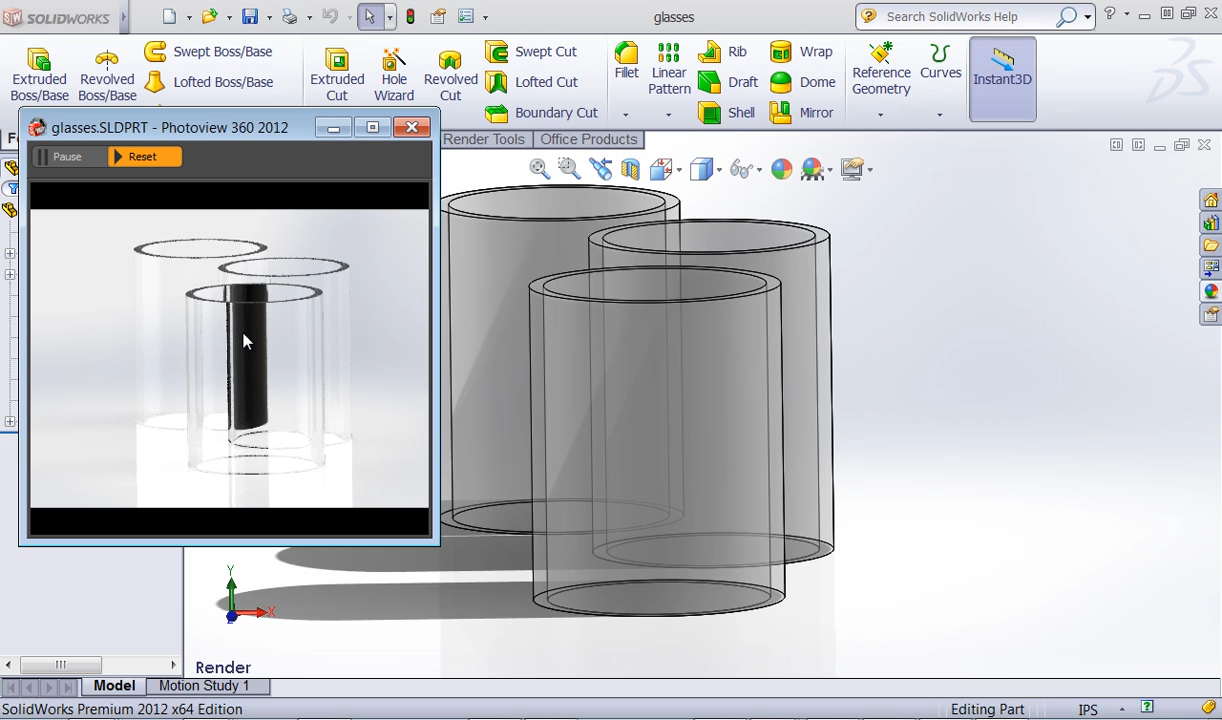 SOLIDWORKS
glasses
Search SolidWorks Help
Extruded Boss/Base
Revolved Boss/Base
Swept Boss/Base
Lofted Boss/Base
Extruded Cut
Hole Wizard
Revolved Cut
Swept Cut
Lofted Cut
Boundary Cut
Fillet
Linear Pattern
Rib
Draft
Shell
Wrap
Dome
Mirror
Reference Geometry
Curves
Instant3D
Render Tools
Office Products
glasses.SLDPRT - Photoview 360 2012
Pause
Reset
Y
X
Z
Render
Model
Motion Study 1
SolidWorks Premium 2012 x64 Edition
Editing Part
IPS